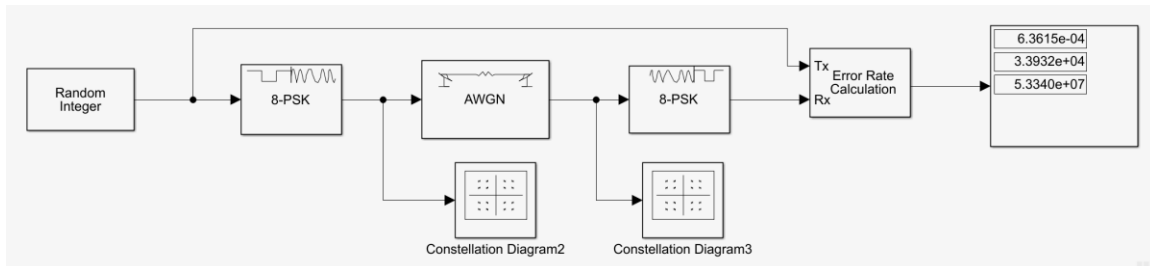 Random
Integer
8-PSK
AWGN
8-PSK
Tx
Rx
Error Rate
Calculation
6.3615e-04
3.3932e+04
5.3340e+07
Constellation Diagram2
Constellation Diagram3